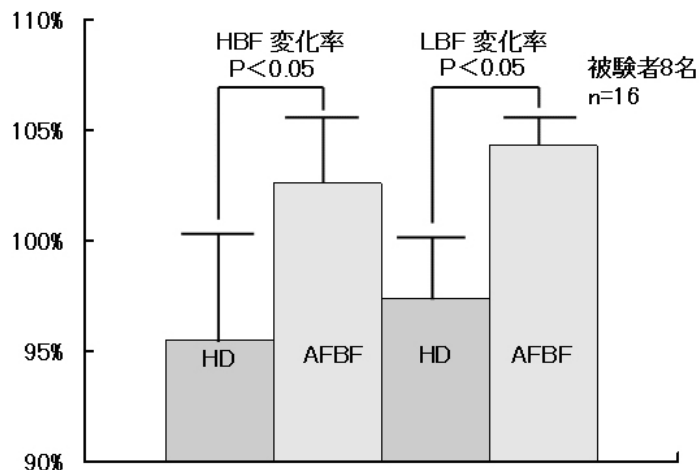 110%
HBF 変化率
P＜0.05
LBF 変化率
P＜0.05
被験者8名
n=16
105%
100%
95%
HD
AFBF
HD
AFBF
90%